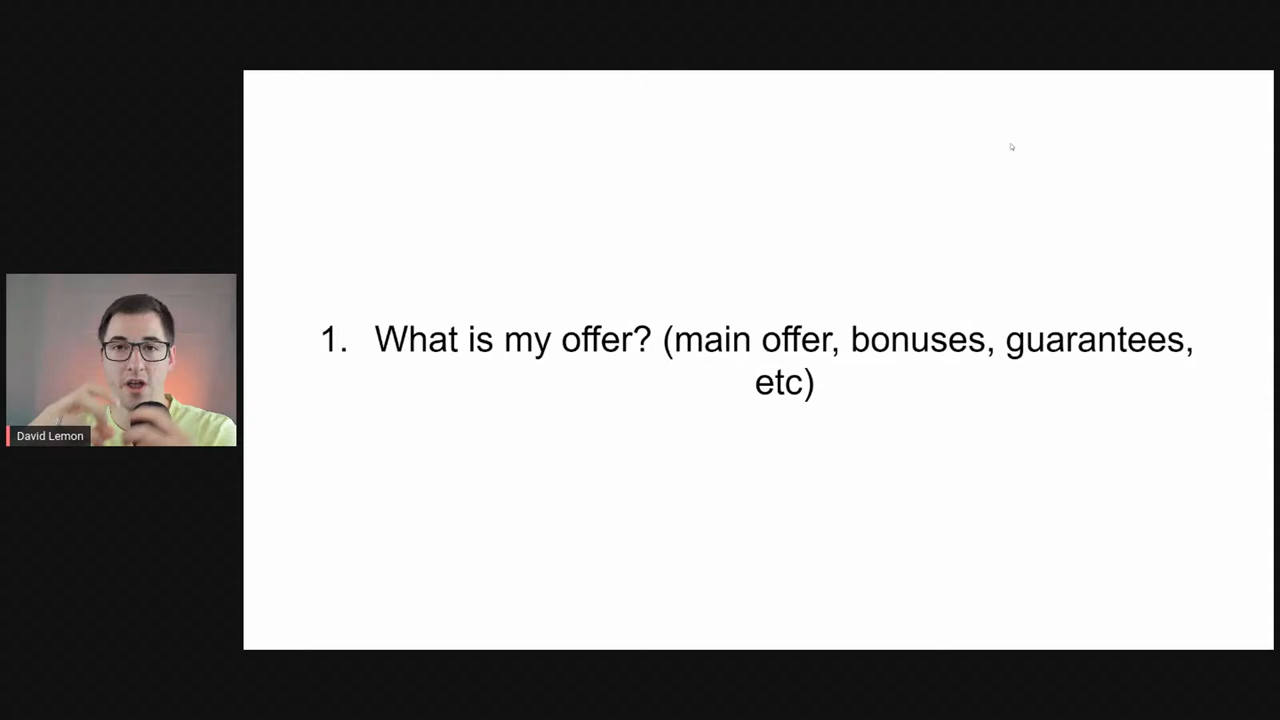 1. What is my offer? (main offer, bonuses, guarantees,
etc)
David Lemon